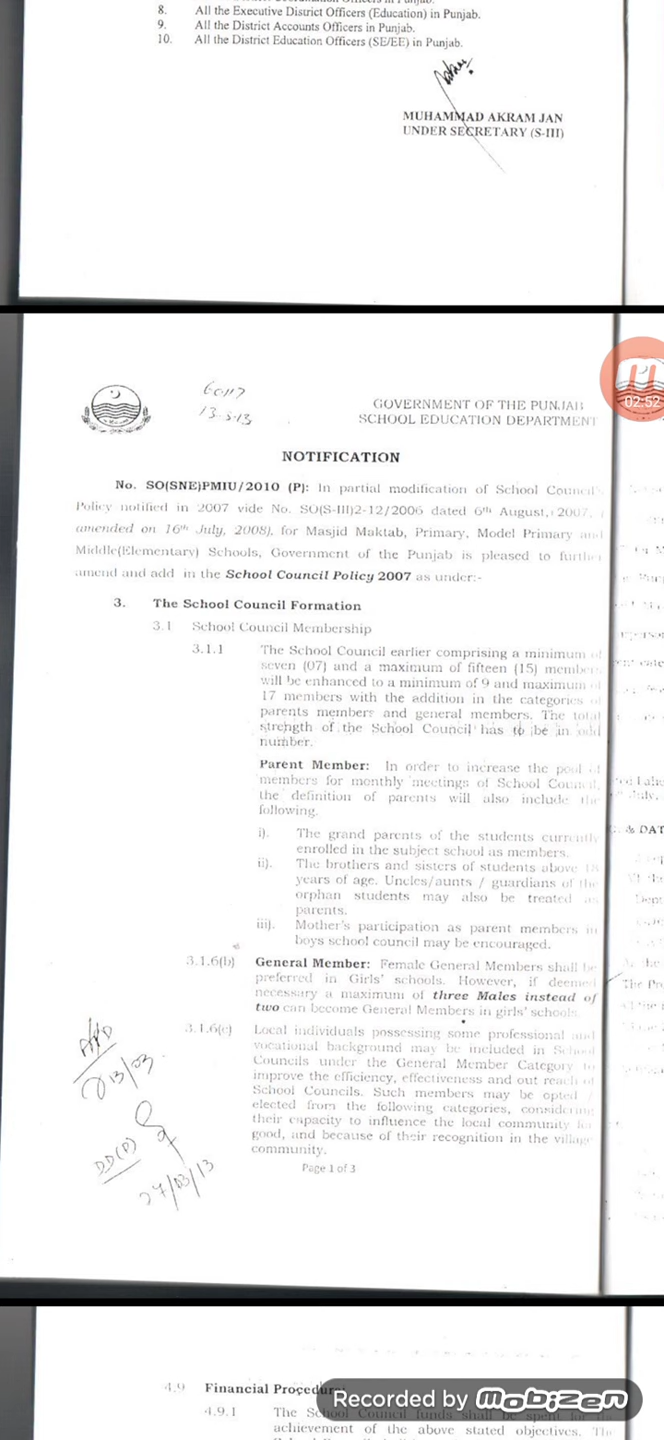 8. All the Executive District Officers (Education) in Punjab.
9. All the District Accounts Officers in Punjab.
10. All the District Education Officers (SE/EE) in Punjab.
MUHAMMAD AKRAM JAN
UNDER SECRETARY (S-III)
60117
13-3-13
GOVERNMENT OF THE PUNJAB
SCHOOL EDUCATION DEPARTMENT
02:52
NOTIFICATION
No. SO(SNE)PMIU/2010 (P): In partial modification of School Council's
Policy notified in 2007 vide No. SO(S-III)2-12/2006 dated 6th August, 2007,
amended on 16th July, 2008), for Masjid Maktab, Primary, Model Primary and
Middle(Elementary) Schools, Government of the Punjab is pleased to further
amend and add in the School Council Policy 2007 as under:-
3. The School Council Formation
3.1 School Council Membership
3.1.1 The School Council earlier comprising a minimum of
seven (07) and a maximum of fifteen (15) members
will be enhanced to a minimum of 9 and maximum of
17 members with the addition in the categories of
parents members and general members. The total
strength of the School Council has to be in odd
number.
Parent Member: In order to increase the pool of
members for monthly meetings of School Council,
the definition of parents will also include the
following.
i). The grand parents of the students currently
enrolled in the subject school as members.
ii). The brothers and sisters of students above 18
years of age. Uncles/aunts / guardians of the
orphan students may also be treated as
parents.
iii). Mother's participation as parent members in
boys school council may be encouraged.
3.1.6(b) General Member: Female General Members shall be
preferred in Girls' schools. However, if deemed
necessary a maximum of three Males instead of
two can become General Members in girls' schools.
3.1.6(c) Local individuals possessing some professional and
vocational background may be included in School
Councils under the General Member Category to
improve the efficiency, effectiveness and out reach of
School Councils. Such members may be opted /
elected from the following categories, considering
their capacity to influence the local community for
good, and because of their recognition in the village
community.
DD(P)
27/03/13
Page 1 of 3
4.9 Financial Procedure:
4.9.1 The School Council funds shall be spent for the
achievement of the above stated objectives. The
Recorded by mobizen